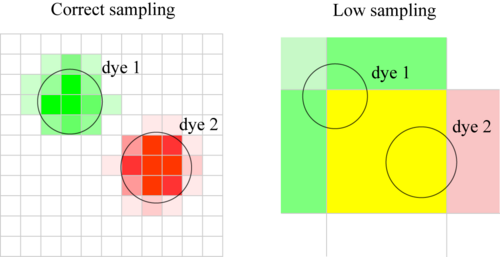 Correct sampling
dye 1
dye 2
Low sampling
dye 1
dye 2